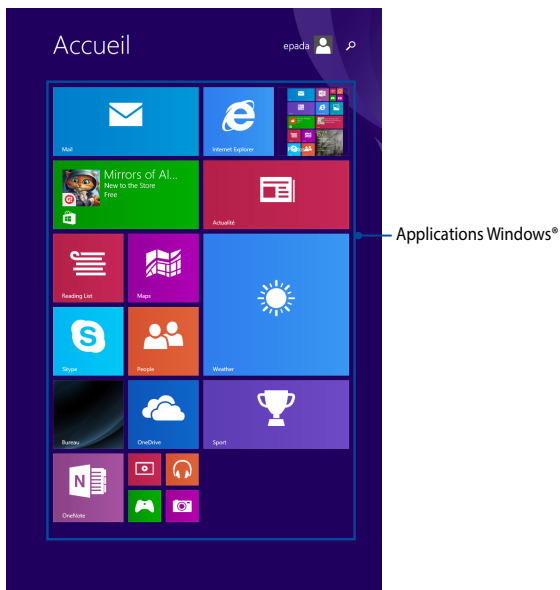 Accueil
epada
Mail
Internet Explorer
Photos
Mirrors of Al...
New to the Store
Free
Actualité
Applications Windows®
Reading List
Maps
Skype
People
Weather
Bureau
OneDrive
Sport
OneNote